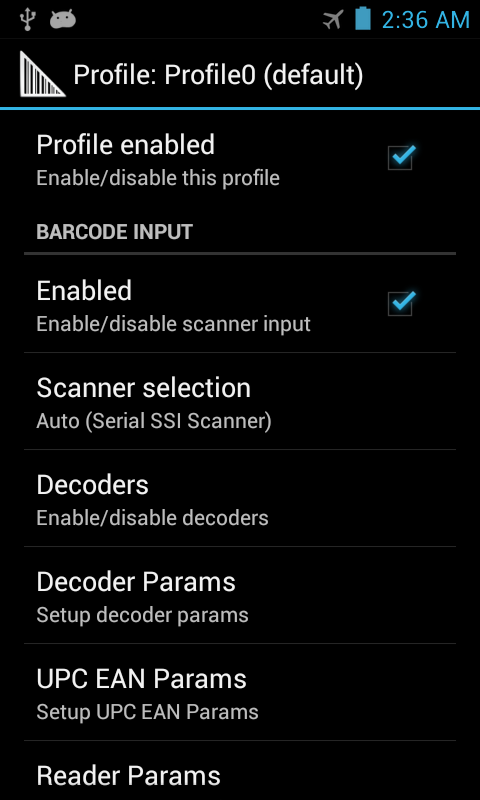 2:36 AM
Profile: Profile0 (default)
Profile enabled
Enable/disable this profile
BARCODE INPUT
Enabled
Enable/disable scanner input
Scanner selection
Auto (Serial SSI Scanner)
Decoders
Enable/disable decoders
Decoder Params
Setup decoder params
UPC EAN Params
Setup UPC EAN Params
Reader Params